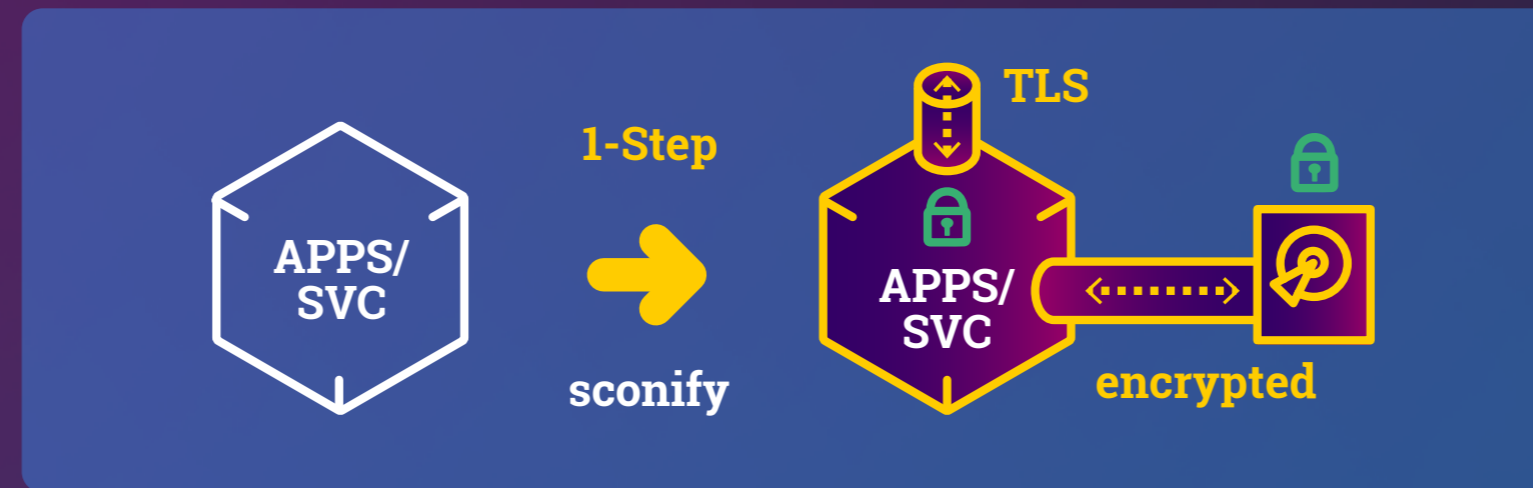 APPS/
SVC
1-Step
sconify
TLS
APPS/
SVC
encrypted